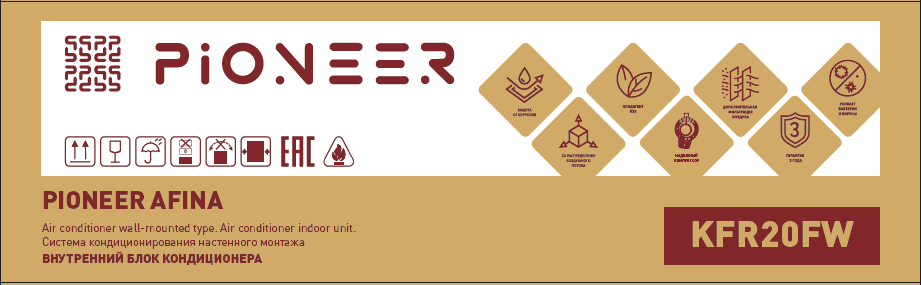 PiONEER
ЗАЩИТА
ОТ КОРРОЗИИ
ХЛАДАГЕНТ
R32
ДОПОЛНИТЕЛЬНАЯ
ФИЛЬТРАЦИЯ
ВОЗДУХА
УБИВАЕТ
БАКТЕРИИ
И ВИРУСЫ
3D РАСПРЕДЕЛЕНИЕ
ВОЗДУШНОГО
ПОТОКА
НАДЕЖНЫЙ
КОМПРЕССОР
3
ГАРАНТИЯ
3 ГОДА
EAC
PIONEER AFINA
Air conditioner wall-mounted type. Air conditioner indoor unit.
Система кондиционирования настенного монтажа
ВНУТРЕННИЙ БЛОК КОНДИЦИОНЕРА
KFR20FW